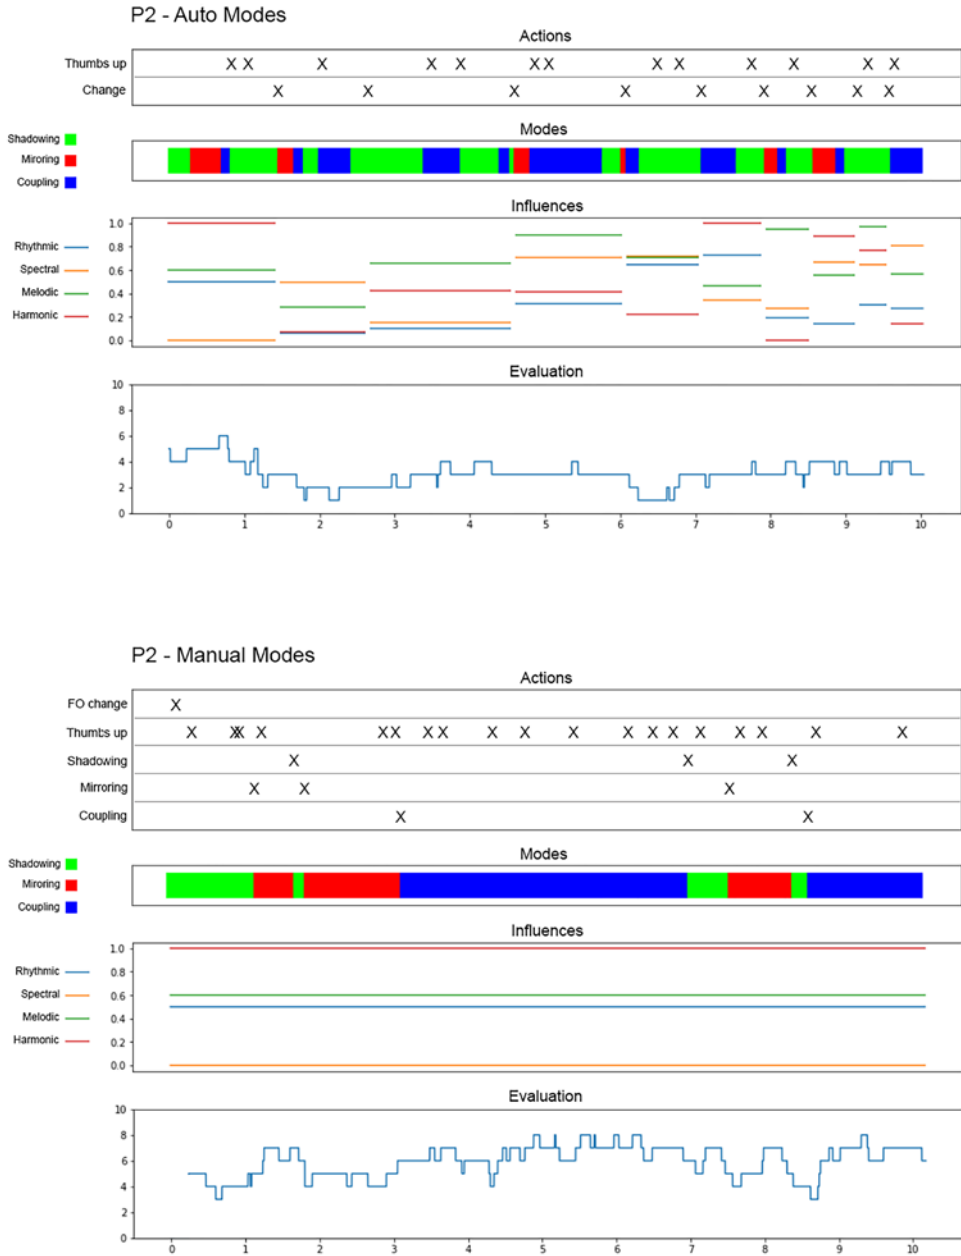 P2 - Auto Modes
Actions
Thumbs up X X X X X X X X X X X X X
Change X X X X X X X X X
Modes
Shadowing
Miroring
Coupling
Influences
1.0
0.8
Rhythmic
Spectral
0.6
Melodic
0.4
Harmonic
0.2
0.0
Evaluation
10
8
6
4
2
0
0 1 2 3 4 5 6 7 8 9 10
P2 - Manual Modes
Actions
FO change X
Thumbs up X X X X X X X X X X X X X X X X X X X
Shadowing X X X
Mirroring X X X
Coupling X X
Modes
Shadowing
Miroring
Coupling
Influences
1.0
0.8
Rhythmic
Spectral
0.6
Melodic
0.4
Harmonic
0.2
0.0
Evaluation
10
8
6
4
2
0
0 1 2 3 4 5 6 7 8 9 10